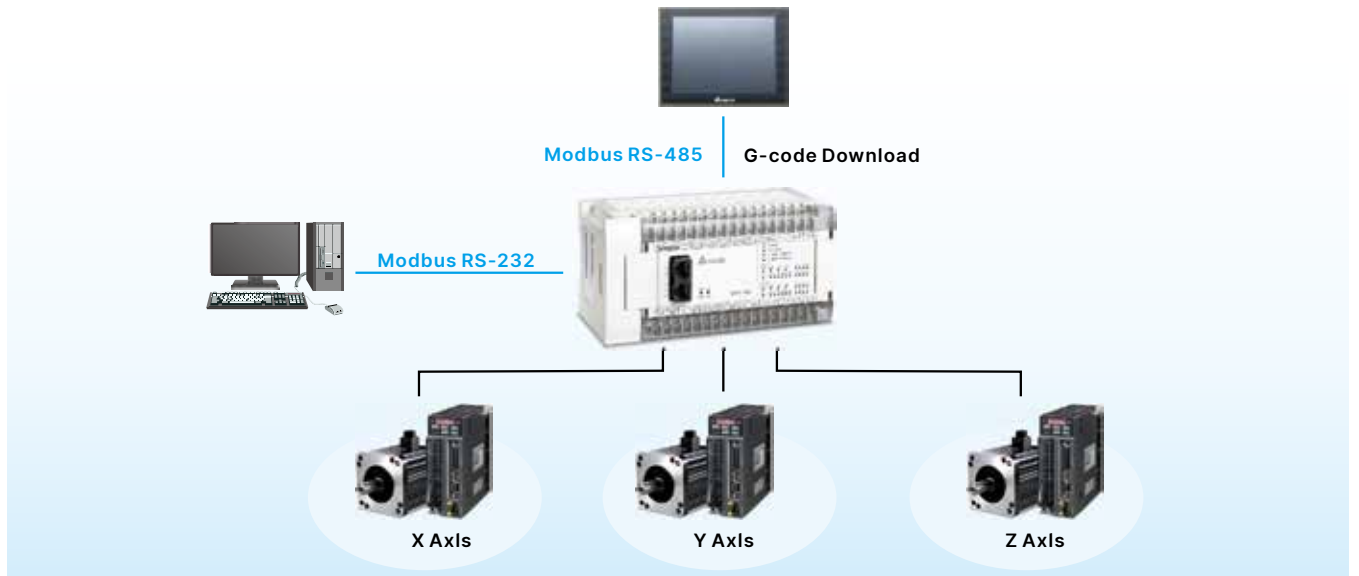 Modbus RS-485
G-code Download
Modbus RS-232
X AxIs
Y AxIs
Z AxIs